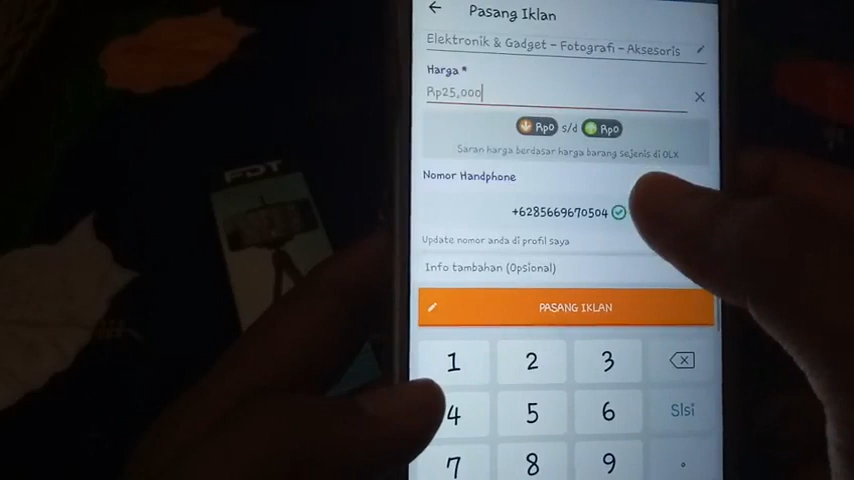 Pasang Iklan
Elektronik & Gadget - Fotografi - Aksesoris
Harga *
Rp25,000
Rp0 s/d Rp0
Saran harga berdasar harga barang sejenis di OLX
Nomor Handphone
+6285669670504
Update nomor anda di profil saya
Info tambahan (Opsional)
PASANG IKLAN
1 2 3
4 5 6 Slsi
7 8 9 .
FDT